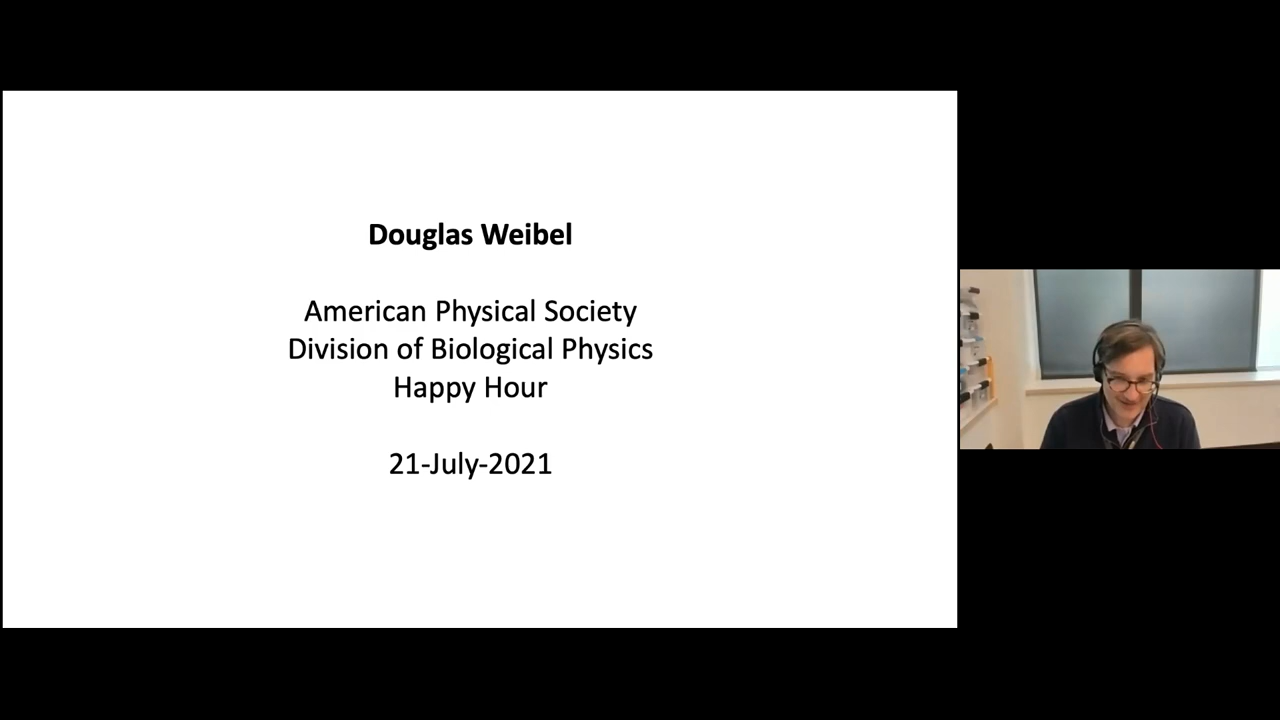 Douglas Weibel
American Physical Society
Division of Biological Physics
Happy Hour
21-July-2021